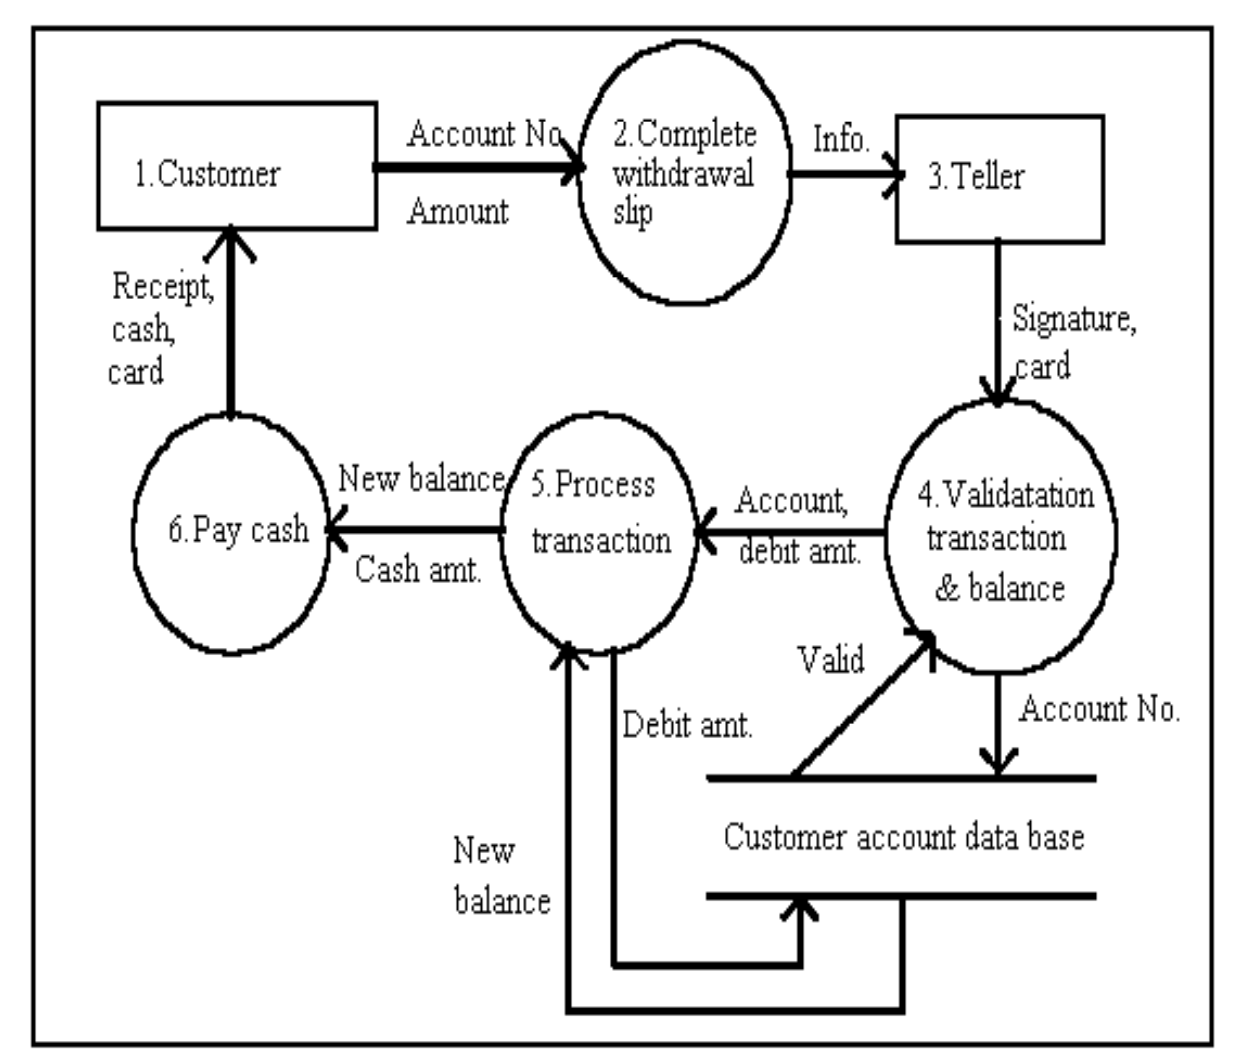 1.Customer
Account No
Amount
2.Complete
withdrawal
slip
Info.
3.Teller
Signature,
card
4.Validatation
transaction
& balance
Account,
debit amt.
5.Process
transaction
New balance
Cash amt.
6.Pay cash
Receipt,
cash,
card
Valid
Account No.
Debit amt.
Customer account data base
New
balance